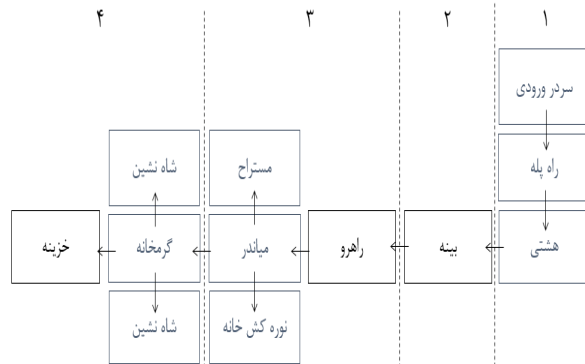 ۱ ۲ ۳ ۴
سردر ورودی
راه پله
مستراح
شاه نشین
هشتی
بینه
راهرو
میاندر
گرمخانه
خزینه
نوره کش خانه
شاه نشین